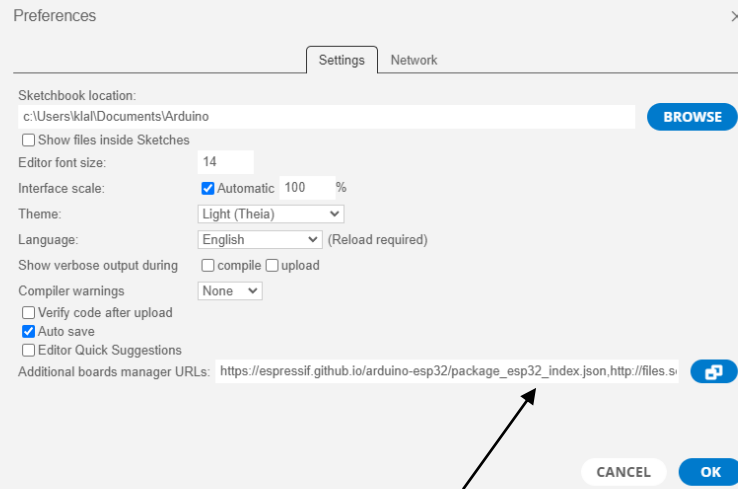 Preferences
Settings Network
Sketchbook location:
c:\Users\klal\Documents\Arduino
BROWSE
Show files inside Sketches
Editor font size: 14
Interface scale: Automatic 100 %
Theme: Light (Theia)
Language: English (Reload required)
Show verbose output during compile upload
Compiler warnings None
Verify code after upload
Auto save
Editor Quick Suggestions
Additional boards manager URLs: https://espressif.github.io/arduino-esp32/package_esp32_index.json,http://files.s
CANCEL OK